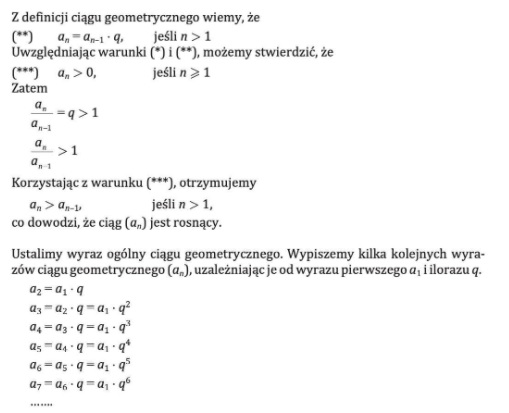 Z definicji ciągu geometrycznego wiemy, że
(**) aₙ = aₙ₋₁ · q, jeśli n > 1
Uwzględniając warunki (*) i (**), możemy stwierdzić, że
(***) aₙ > 0, jeśli n ⩾ 1
Zatem
aₙ/aₙ₋₁ = q > 1
aₙ/aₙ₋₁ > 1
Korzystając z warunku (***), otrzymujemy
aₙ > aₙ₋₁, jeśli n > 1,
co dowodzi, że ciąg (aₙ) jest rosnący.
Ustalimy wyraz ogólny ciągu geometrycznego. Wypiszemy kilka kolejnych wyra-
zów ciągu geometrycznego (aₙ), uzależniając je od wyrazu pierwszego a₁ i ilorazu q.
a₂ = a₁ · q
a₃ = a₂ · q = a₁ · q²
a₄ = a₃ · q = a₁ · q³
a₅ = a₄ · q = a₁ · q⁴
a₆ = a₅ · q = a₁ · q⁵
a₇ = a₆ · q = a₁ · q⁶
.......